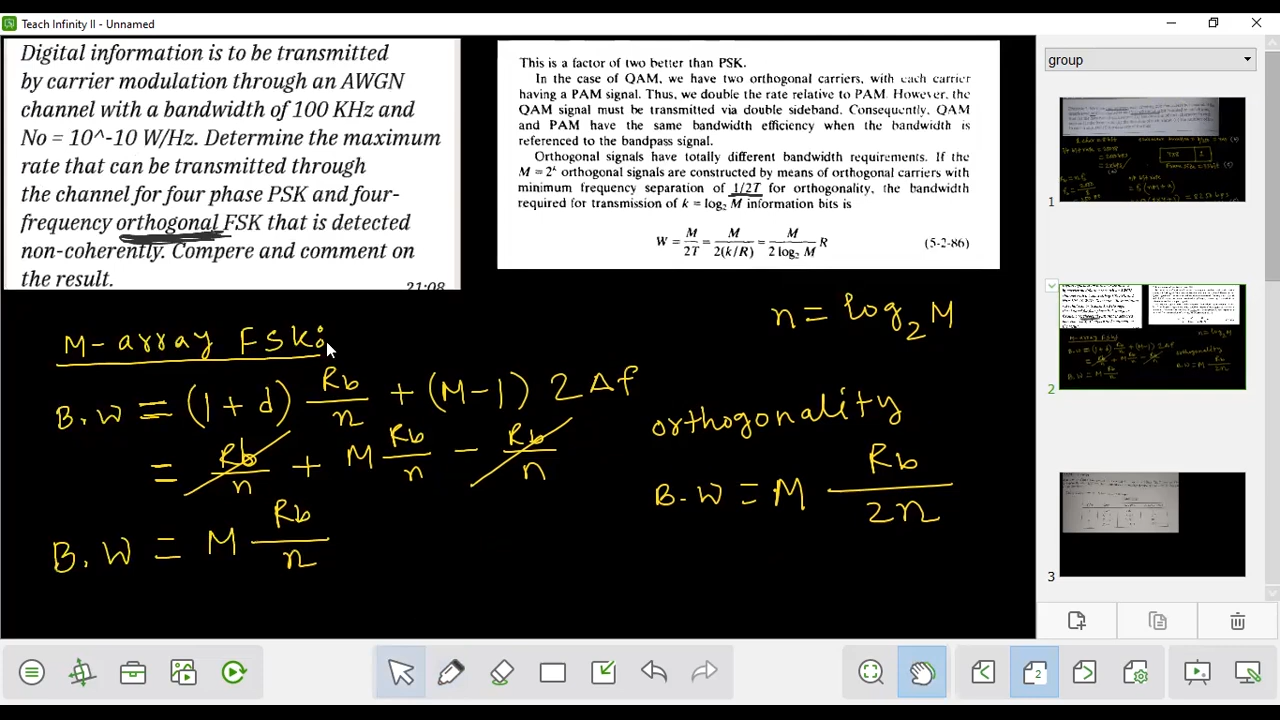 Teach Infinity II - Unnamed
Digital information is to be transmitted
by carrier modulation through an AWGN
channel with a bandwidth of 100 KHz and
No = 10^-10 W/Hz. Determine the maximum
rate that can be transmitted through
the channel for four phase PSK and four-
frequency orthogonal FSK that is detected
non-coherently. Compere and comment on
the result.
21:08
This is a factor of two better than PSK.
In the case of QAM, we have two orthogonal carriers, with each carrier
having a PAM signal. Thus, we double the rate relative to PAM. However, the
QAM signal must be transmitted via double sideband. Consequently, QAM
and PAM have the same bandwidth efficiency when the bandwidth is
referenced to the bandpass signal.
Orthogonal signals have totally different bandwidth requirements. If the
M = 2^k orthogonal signals are constructed by means of orthogonal carriers with
minimum frequency separation of 1/2T for orthogonality, the bandwidth
required for transmission of k = log₂ M information bits is
W = M/2T = M/2(k/R) = M/2 log₂ M R (5-2-86)
n = log₂ M
M-array FSK:
B.W = (1+d) Rb/n + (M-1) 2Δf
= Rb/n + M Rb/n - Rb/n
B.W = M Rb/n
orthogonality
B.W = M Rb/2n
group
1
2
3
2